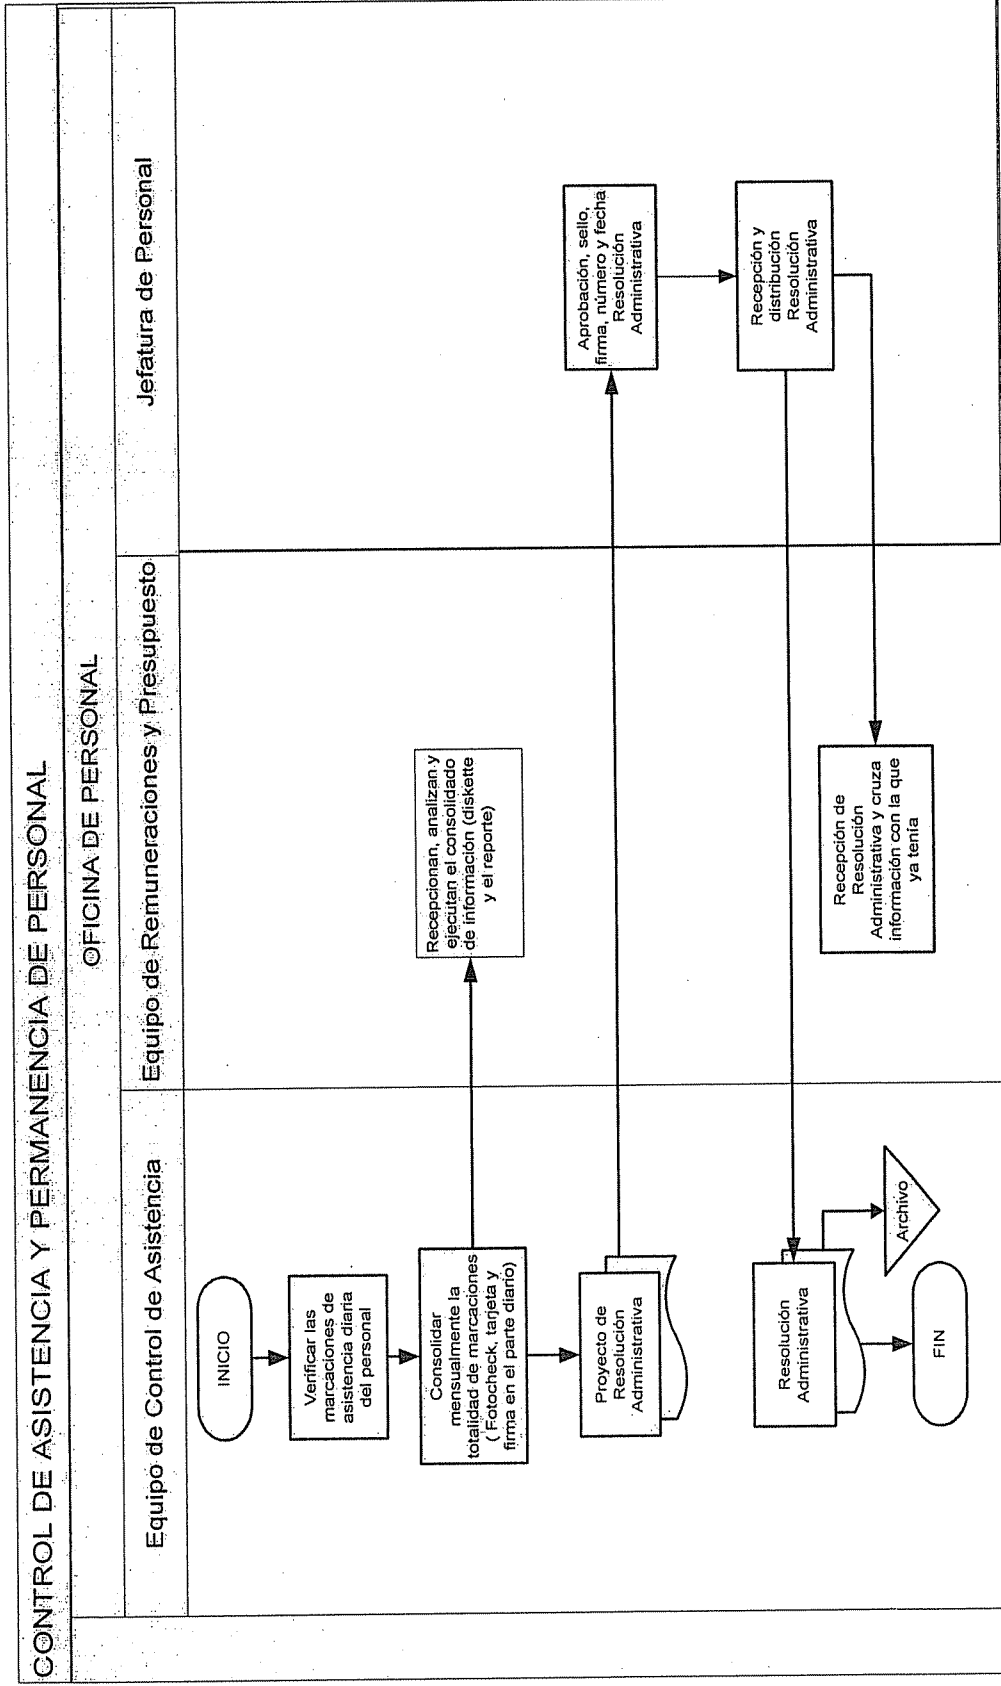 CONTROL DE ASISTENCIA Y PERMANENCIA DE PERSONAL
OFICINA DE PERSONAL
Equipo de Control de Asistencia
Equipo de Remuneraciones y Presupuesto
Jefatura de Personal
INICIO
Verificar las
marcaciones de
asistencia diaria
del personal
Consolidar
mensualmente la
totalidad de marcaciones
( Fotocheck, tarjeta y
firma en el parte diario)
Recepcionan, analizan y
ejecutan el consolidado
de información (diskette
y el reporte)
Proyecto de
Resolución
Administrativa
Aprobación, sello,
firma, número y fecha
Resolución
Administrativa
Recepción y
distribución
Resolución
Administrativa
Resolución
Administrativa
Recepción de
Resolución
Administrativa y cruza
información con la que
ya tenía
Archivo
FIN